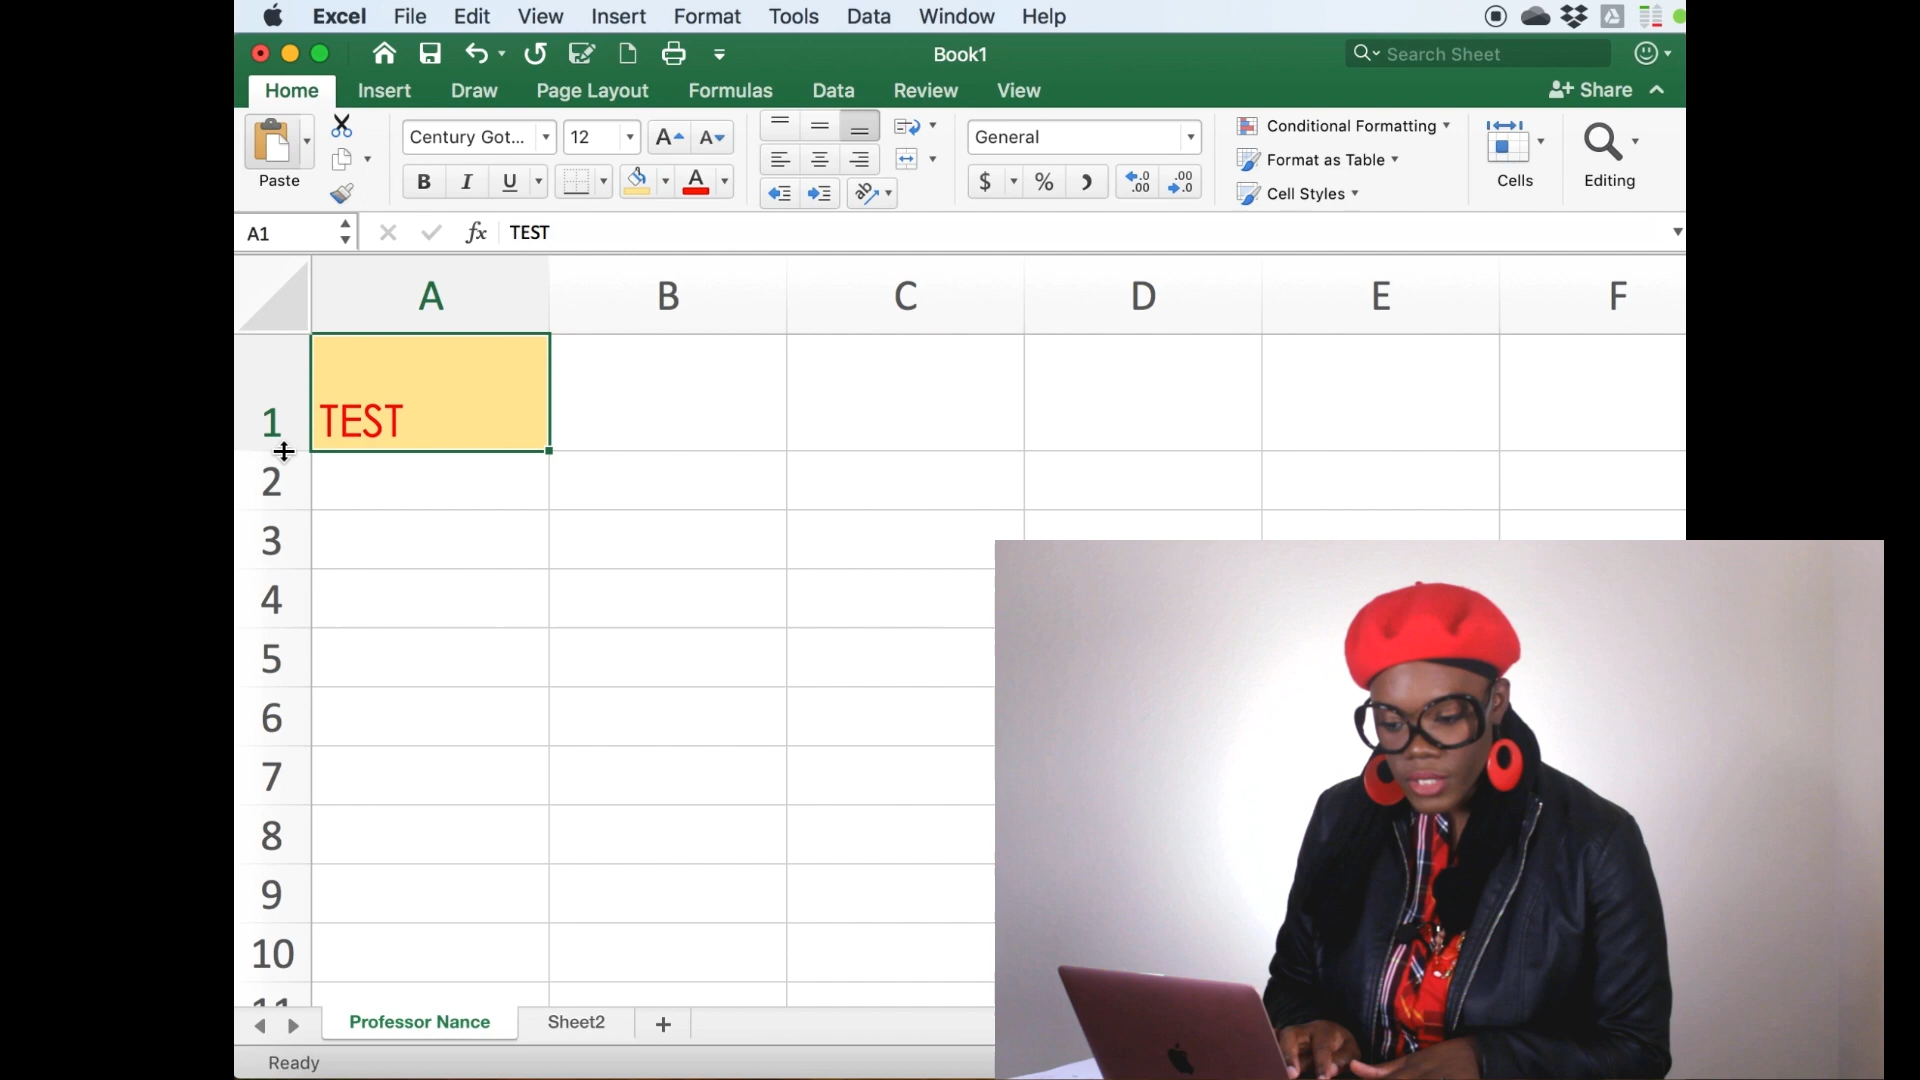 Excel File Edit View Insert Format Tools Data Window Help
Book1
Search Sheet
Home Insert Draw Page Layout Formulas Data Review View Share
Century Got... 12 A A General Conditional Formatting
Format as Table
Paste B I U A $ % Cells Editing
Cell Styles
A1 fx TEST
A B C D E F
1 TEST
2
3
4
5
6
7
8
9
10
11
Professor Nance Sheet2 +
Ready